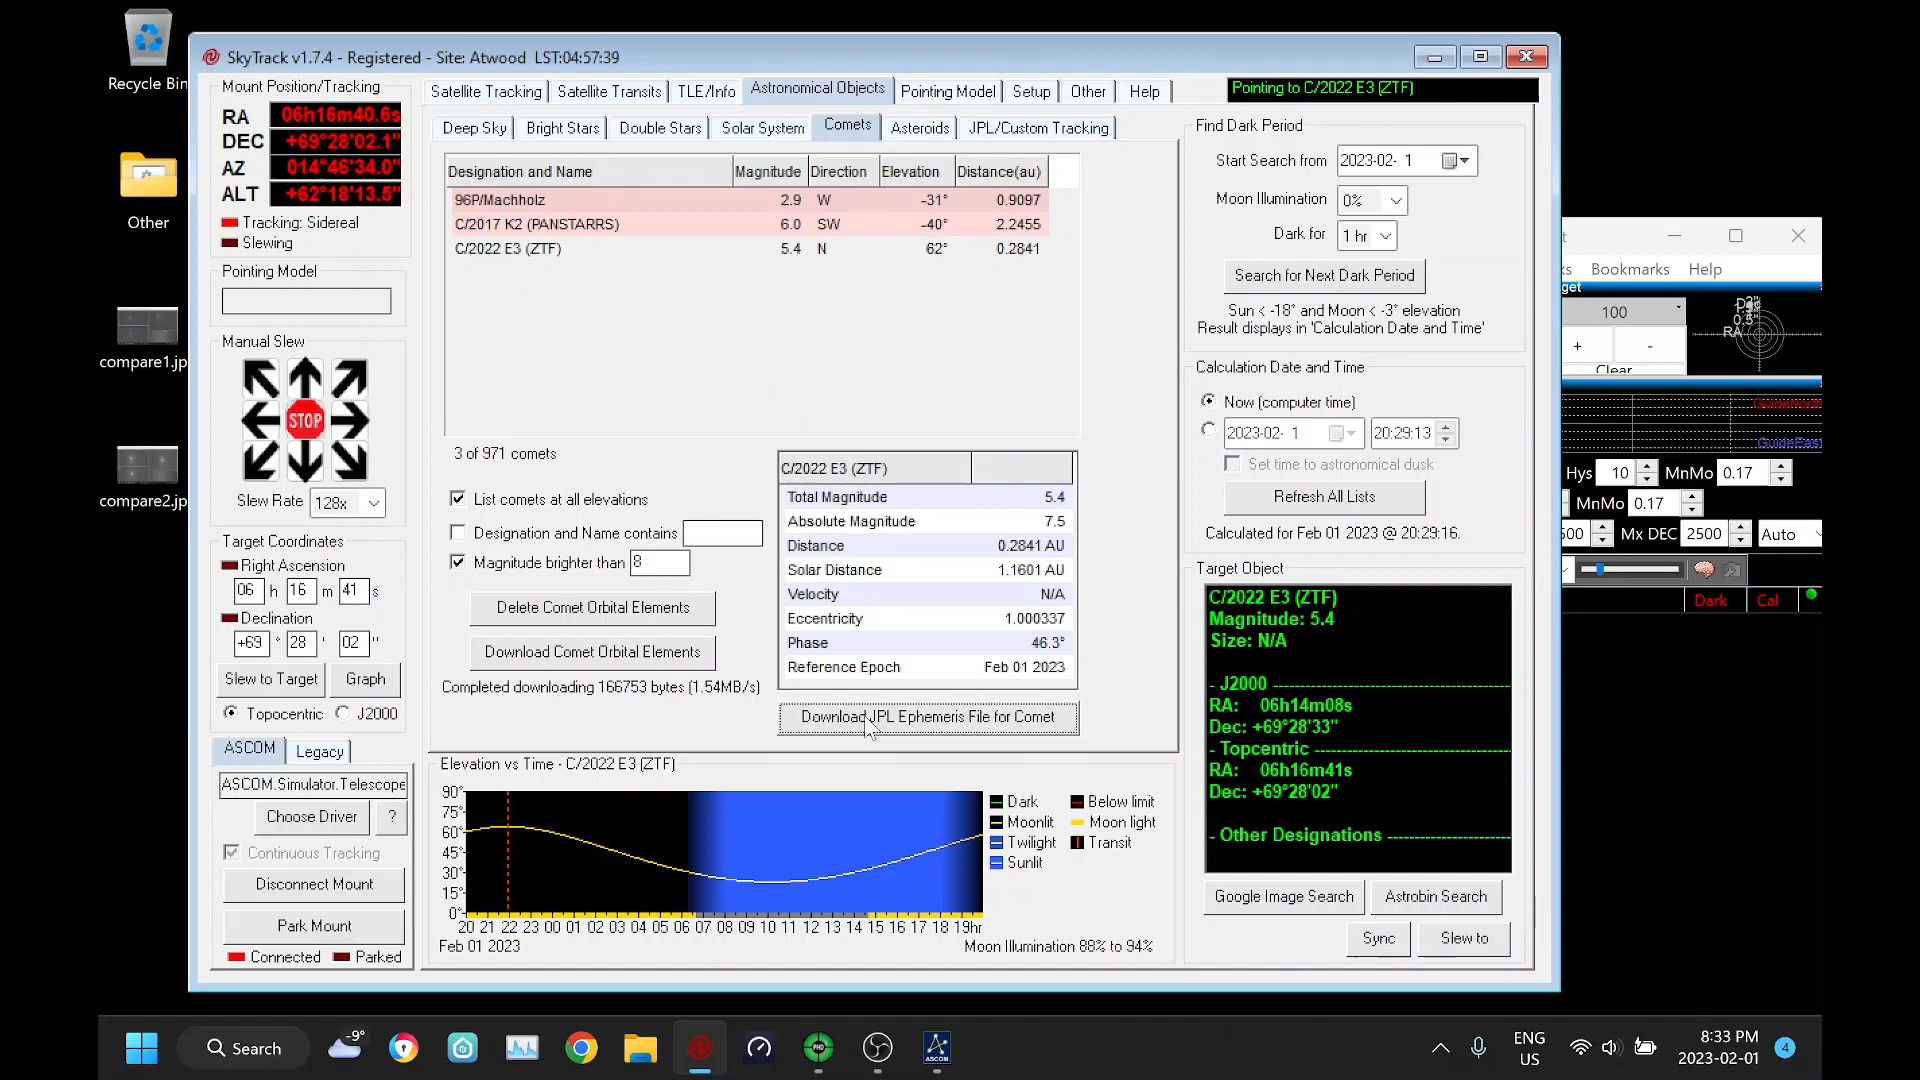 Recycle Bin
Other
compare1.jp
compare2.jp
SkyTrack v1.7.4 - Registered - Site: Atwood LST:04:57:39
Mount Position/Tracking
RA 06h16m40.6s
DEC +69°28'02.1"
AZ 014°46'34.0"
ALT +62°18'13.5"
Tracking: Sidereal
Slewing
Pointing Model
Manual Slew
STOP
Slew Rate 128x
Target Coordinates
Right Ascension
06 h 16 m 41 s
Declination
+69 ° 28 ' 02 "
Slew to Target Graph
Topocentric J2000
ASCOM Legacy
ASCOM.Simulator.Telescope
Choose Driver ?
Continuous Tracking
Disconnect Mount
Park Mount
Connected Parked
Satellite Tracking Satellite Transits TLE/Info Astronomical Objects Pointing Model Setup Other Help
Deep Sky Bright Stars Double Stars Solar System Comets Asteroids JPL/Custom Tracking
Designation and Name Magnitude Direction Elevation Distance(au)
96P/Machholz 2.9 W -31° 0.9097
C/2017 K2 (PANSTARRS) 6.0 SW -40° 2.2455
C/2022 E3 (ZTF) 5.4 N 62° 0.2841
3 of 971 comets
List comets at all elevations
Designation and Name contains
Magnitude brighter than 8
Delete Comet Orbital Elements
Download Comet Orbital Elements
Completed downloading 166753 bytes (1.54MB/s)
C/2022 E3 (ZTF)
Total Magnitude 5.4
Absolute Magnitude 7.5
Distance 0.2841 AU
Solar Distance 1.1601 AU
Velocity N/A
Eccentricity 1.000337
Phase 46.3°
Reference Epoch Feb 01 2023
Download JPL Ephemeris File for Comet
Elevation vs Time - C/2022 E3 (ZTF)
90°
75°
60°
45°
30°
15°
0°
20 21 22 23 00 01 02 03 04 05 06 07 08 09 10 11 12 13 14 15 16 17 18 19hr
Feb 01 2023
Dark Below limit
Moonlit Moon light
Twilight Transit
Sunlit
Moon Illumination 88% to 94%
Pointing to C/2022 E3 (ZTF)
Find Dark Period
Start Search from 2023-02- 1
Moon Illumination 0%
Dark for 1 hr
Search for Next Dark Period
Sun < -18° and Moon < -3° elevation
Result displays in 'Calculation Date and Time'
Calculation Date and Time
Now (computer time)
2023-02- 1 20:29:13
Set time to astronomical dusk
Refresh All Lists
Calculated for Feb 01 2023 @ 20:29:16.
Target Object
C/2022 E3 (ZTF)
Magnitude: 5.4
Size: N/A
- J2000
RA: 06h14m08s
Dec: +69°28'33"
- Topcentric
RA: 06h16m41s
Dec: +69°28'02"
- Other Designations
Google Image Search Astrobin Search
Sync Slew to
t
ks Bookmarks Help
get
100
+ -
Clear
RA
GuideNorth
GuideEast
Hys 10 MnMo 0.17
MnMo 0.17
500 Mx DEC 2500 Auto
Dark Cal
Search
-9°
PHD
ASCOM
ENG
US
8:33 PM
2023-02-01
4